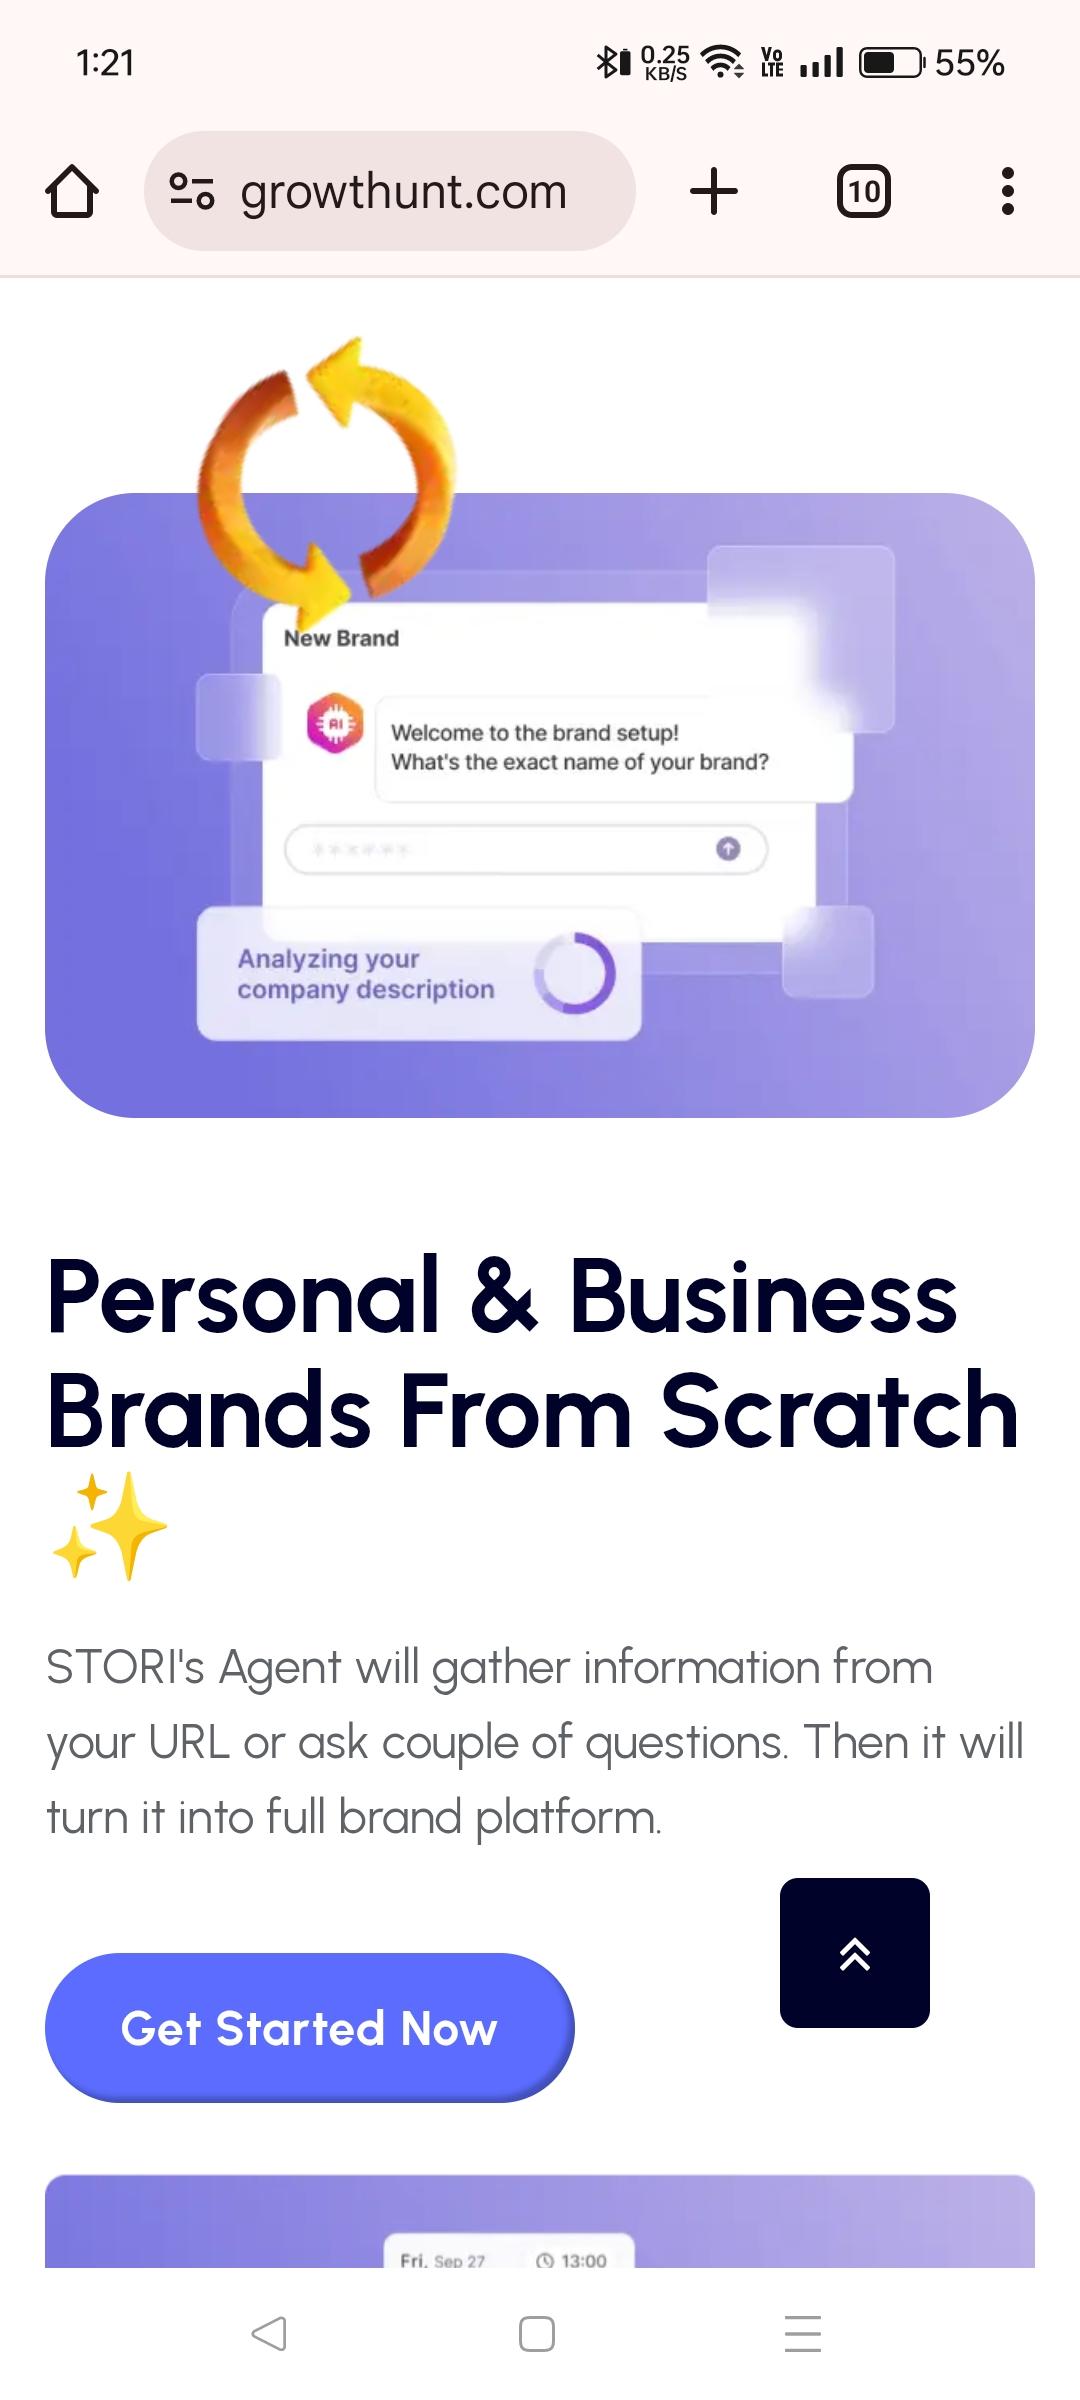 1:21
0.25
KB/S
Vo
LTE
55%
growthunt.com
10
New Brand
AI
Welcome to the brand setup!
What's the exact name of your brand?
******
Analyzing your
company description
Personal & Business
Brands From Scratch
✨
STORI's Agent will gather information from
your URL or ask couple of questions. Then it will
turn it into full brand platform.
Get Started Now
Fri, Sep 27 13:00